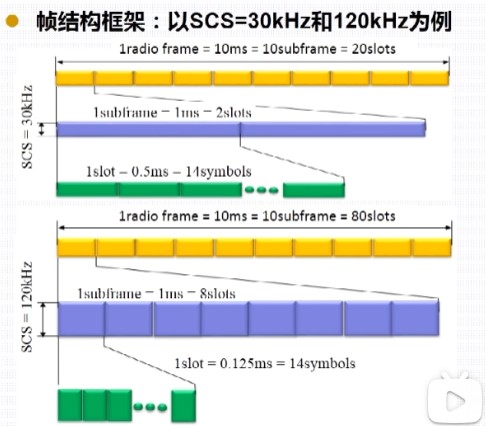 帧结构框架：以SCS=30kHz和120kHz为例
1radio frame = 10ms = 10subframe = 20slots
SCS = 30kHz
1subframe = 1ms = 2slots
1slot = 0.5ms = 14symbols
1radio frame = 10ms = 10subframe = 80slots
SCS = 120kHz
1subframe = 1ms = 8slots
1slot = 0.125ms = 14symbols